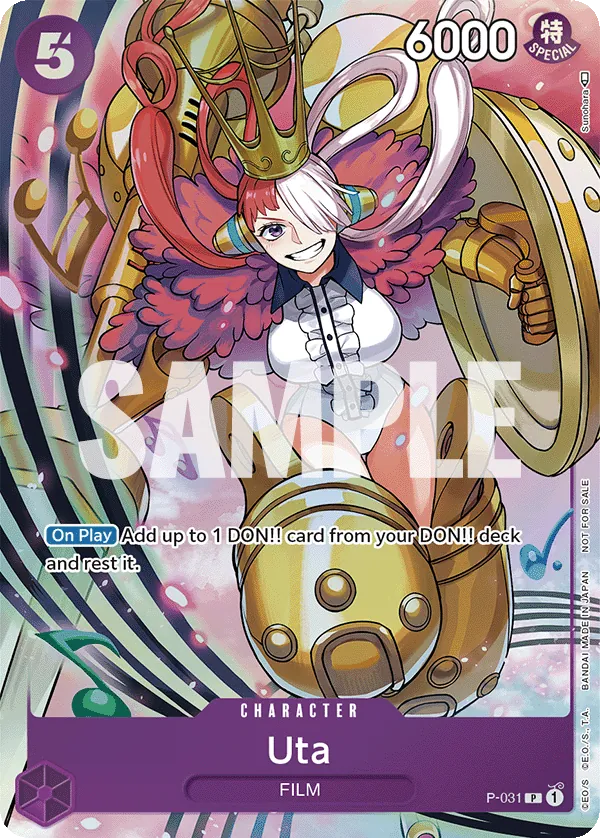 5
6000
特
SPECIAL
Sunohara
SAMPLE
On Play Add up to 1 DON!! card from your DON!! deck
and rest it.
CHARACTER
Uta
FILM
P-031 P 1
©E.O/S ©E.O./S.,T.A. BANDAI MADE IN JAPAN NOT FOR SALE